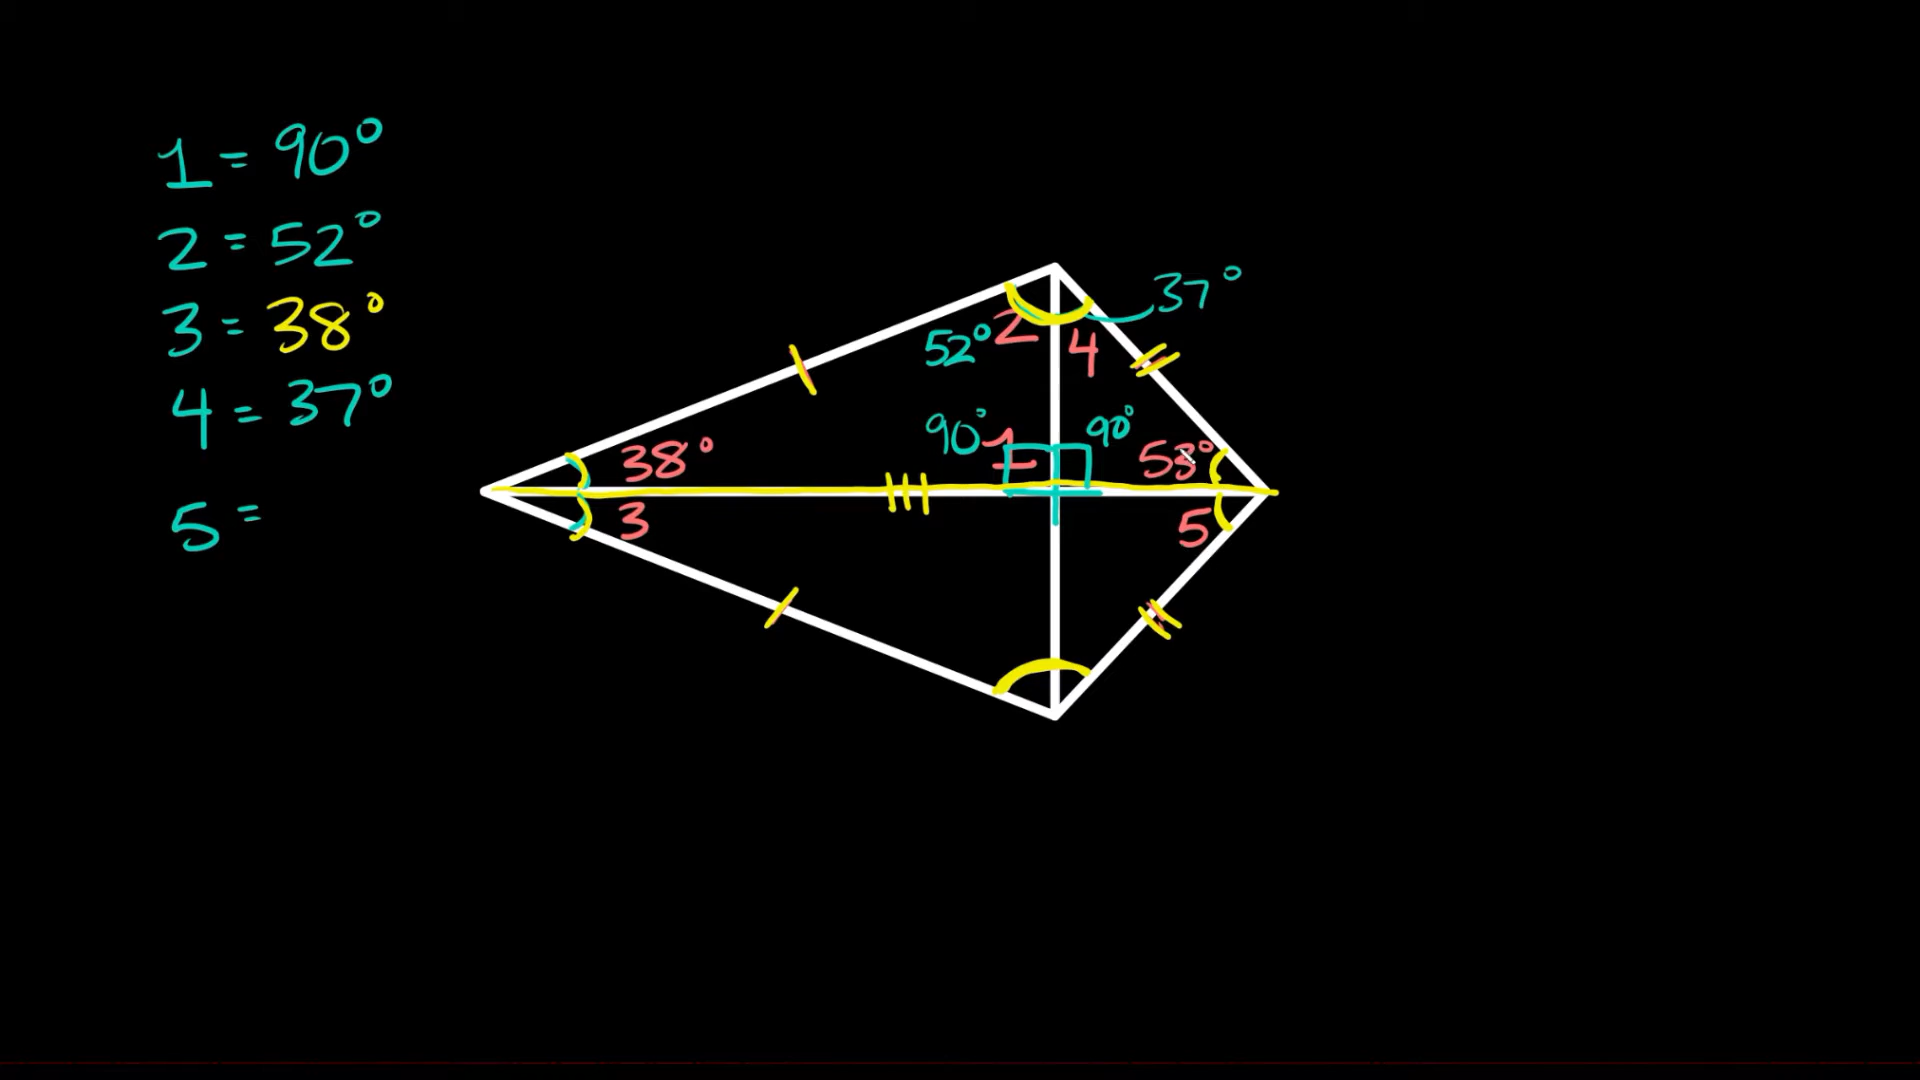 1 = 90°
2 = 52°
3 = 38°
4 = 37°
5 =
37°
52° 2 4
90° 1 90°
38° 53°
3 5